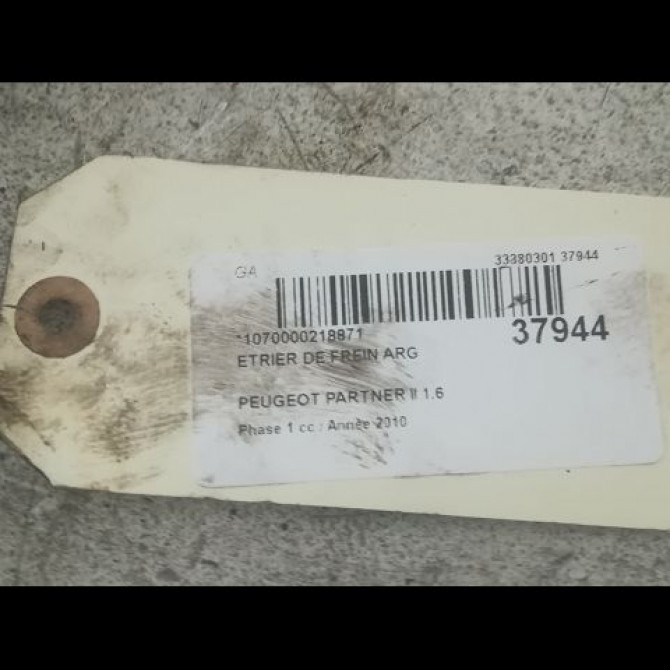 GA 33380301 37944
*1070000218871 37944
ETRIER DE FREIN ARG
PEUGEOT PARTNER II 1.6
Phase 1 cc : Année 2010